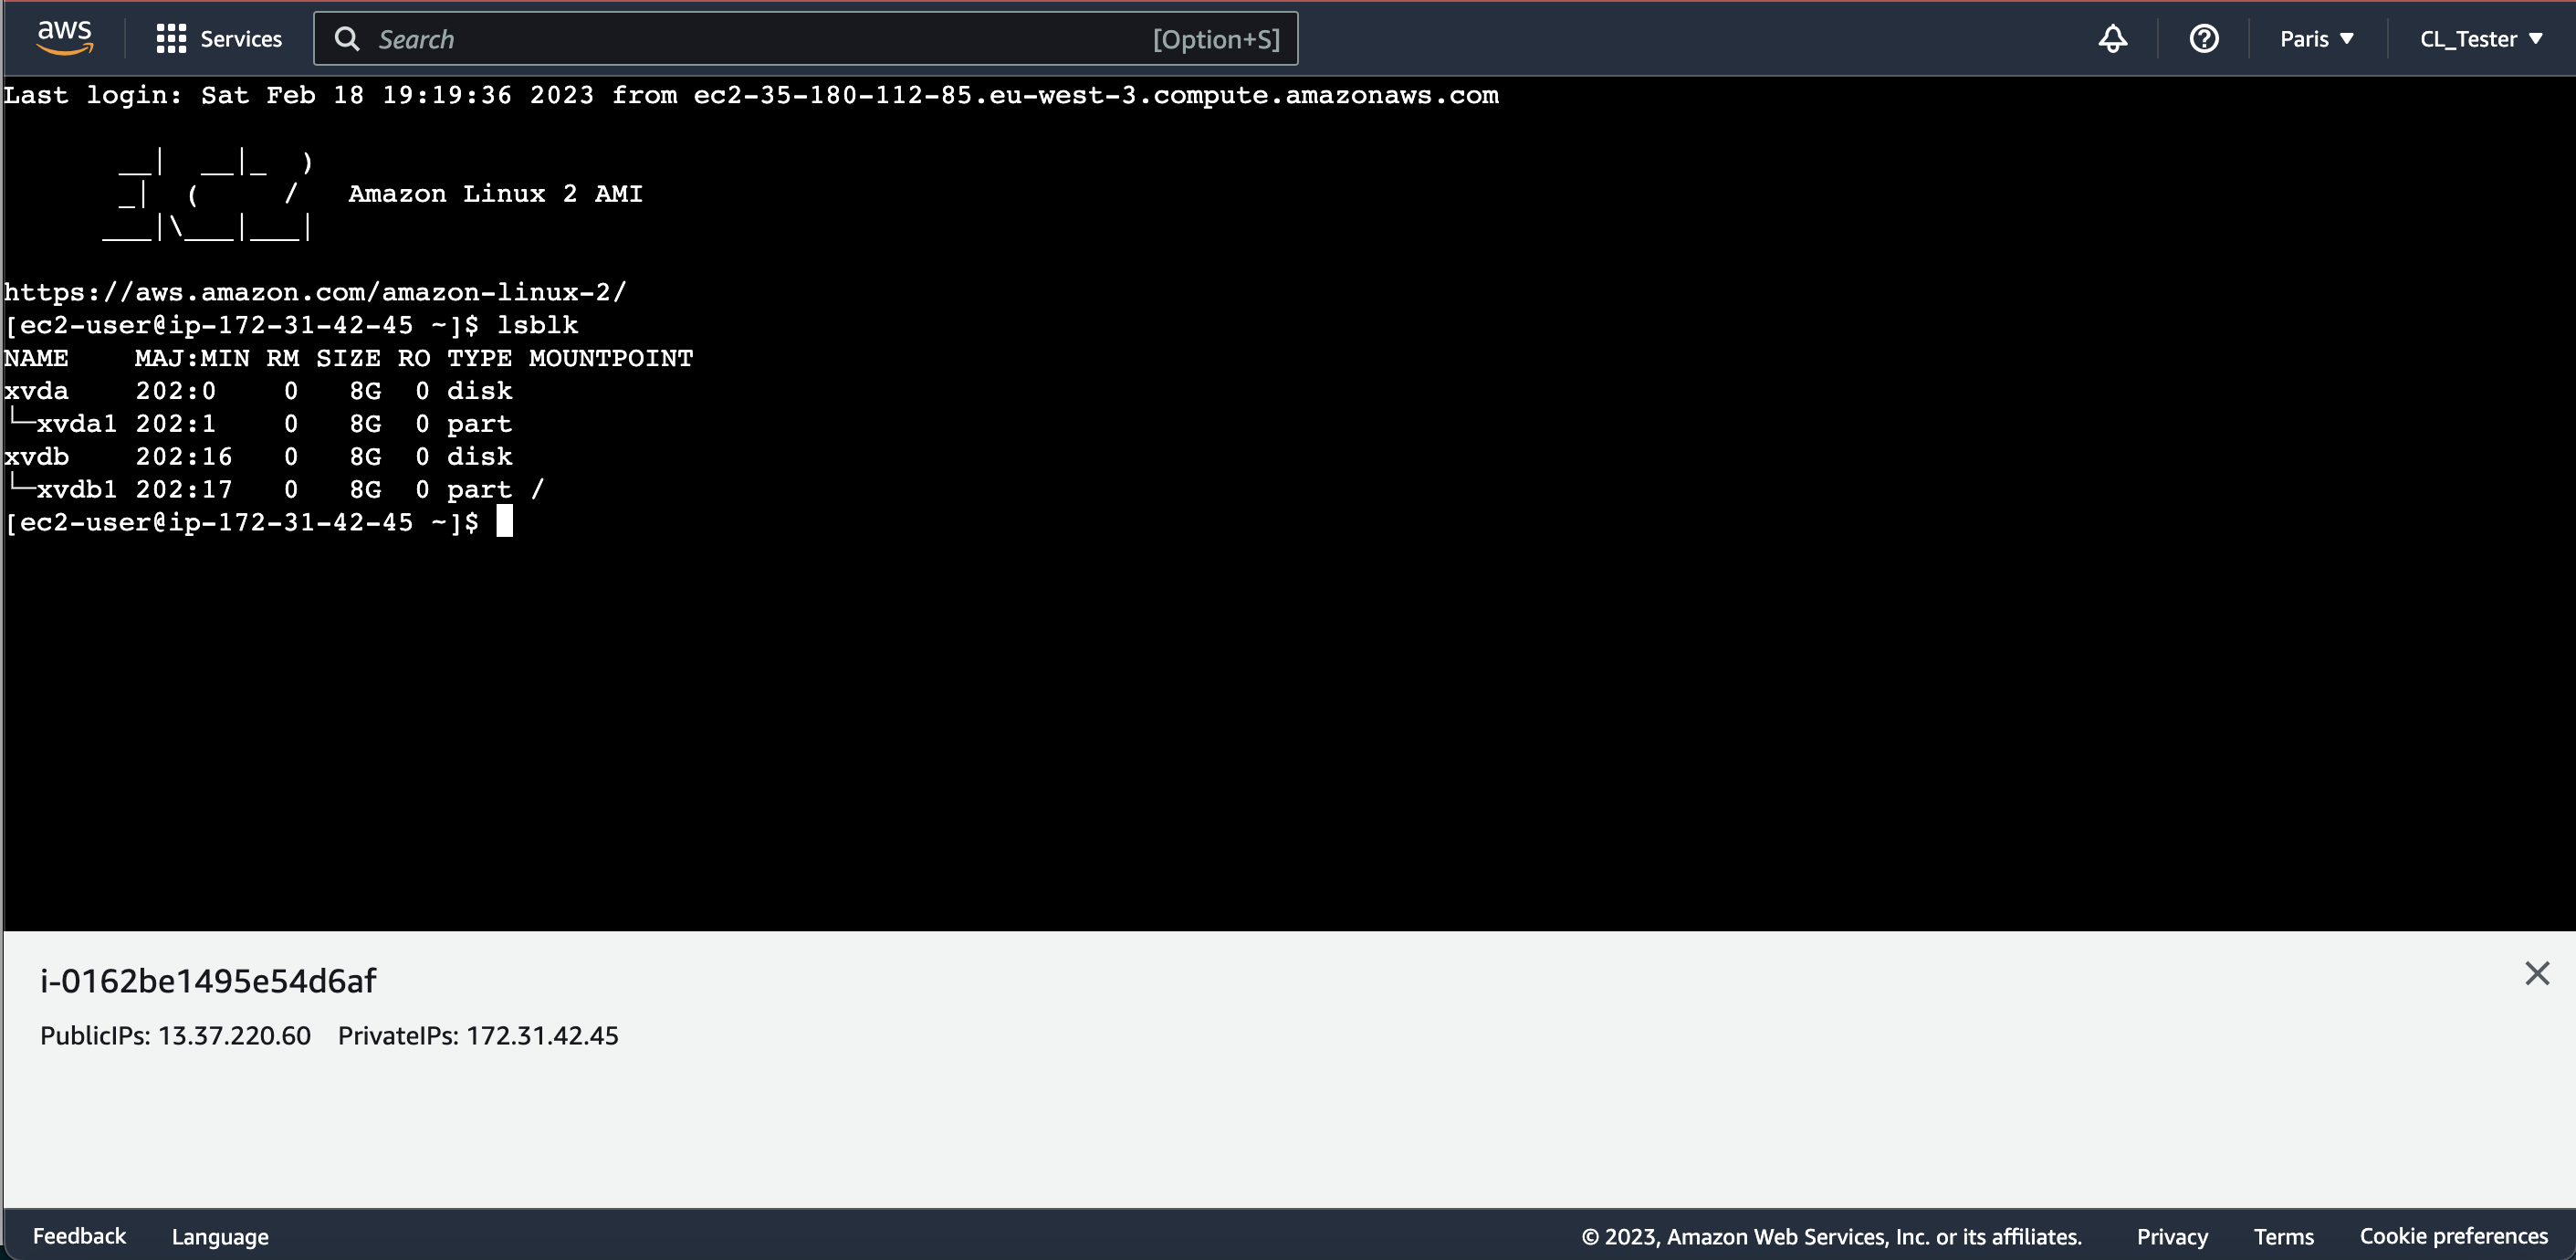 aws Services Search [Option+S] Paris CL_Tester
Last login: Sat Feb 18 19:19:36 2023 from ec2-35-180-112-85.eu-west-3.compute.amazonaws.com
       __|  __|_  )
       _|  (     /   Amazon Linux 2 AMI
      ___|\___|___|
https://aws.amazon.com/amazon-linux-2/
[ec2-user@ip-172-31-42-45 ~]$ lsblk
NAME    MAJ:MIN RM SIZE RO TYPE MOUNTPOINT
xvda    202:0    0   8G  0 disk
└─xvda1 202:1    0   8G  0 part
xvdb    202:16   0   8G  0 disk
└─xvdb1 202:17   0   8G  0 part /
[ec2-user@ip-172-31-42-45 ~]$
i-0162be1495e54d6af
PublicIPs: 13.37.220.60 PrivateIPs: 172.31.42.45
Feedback Language © 2023, Amazon Web Services, Inc. or its affiliates. Privacy Terms Cookie preferences